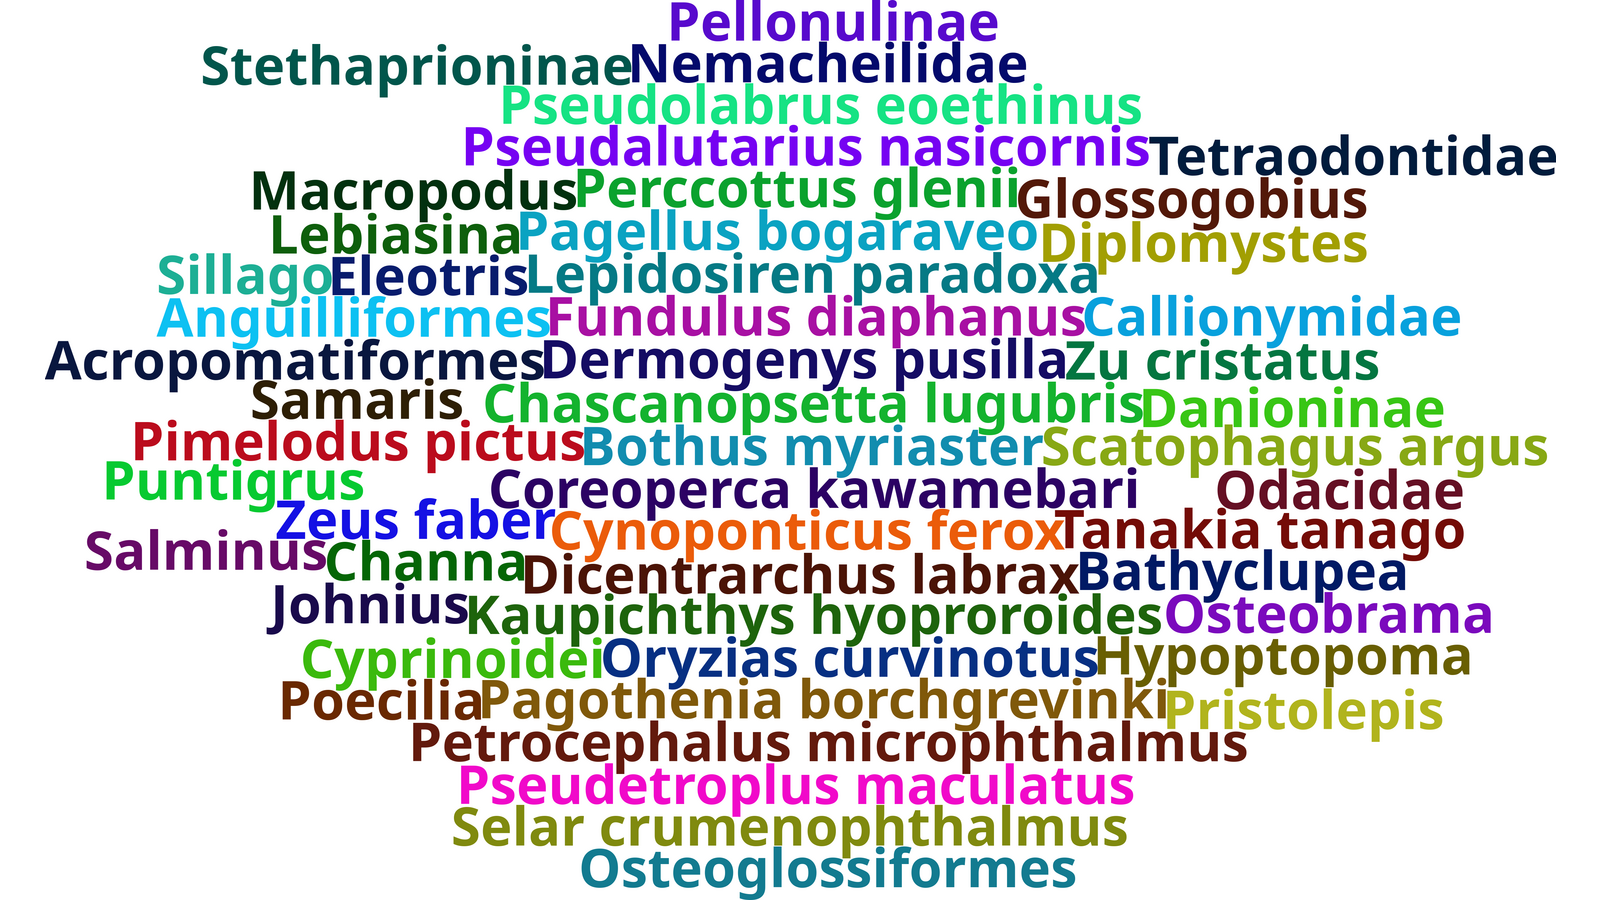 Pellonulinae
Stethaprioninae Nemacheilidae
Pseudolabrus eoethinus
Pseudalutarius nasicornis Tetraodontidae
Macropodus Perccottus glenii Glossogobius
Lebiasina Pagellus bogaraveo Diplomystes
Sillago Eleotris Lepidosiren paradoxa
Anguilliformes Fundulus diaphanus Callionymidae
Acropomatiformes Dermogenys pusilla Zu cristatus
Samaris Chascanopsetta lugubris Danioninae
Pimelodus pictus Bothus myriaster Scatophagus argus
Puntigrus Coreoperca kawamebari Odacidae
Zeus faber Cynoponticus ferox Tanakia tanago
Salminus Channa Dicentrarchus labrax Bathyclupea
Johnius Kaupichthys hyoproroides Osteobrama
Cyprinoidei Oryzias curvinotus Hypoptopoma
Poecilia Pagothenia borchgrevinki Pristolepis
Petrocephalus microphthalmus
Pseudetroplus maculatus
Selar crumenophthalmus
Osteoglossiformes